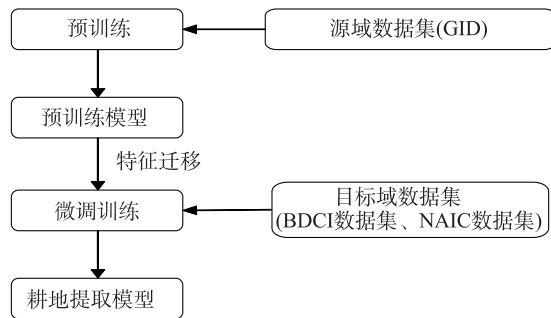 预训练
源域数据集(GID)
预训练模型
特征迁移
微调训练
目标域数据集
(BDCI数据集、NAIC数据集)
耕地提取模型